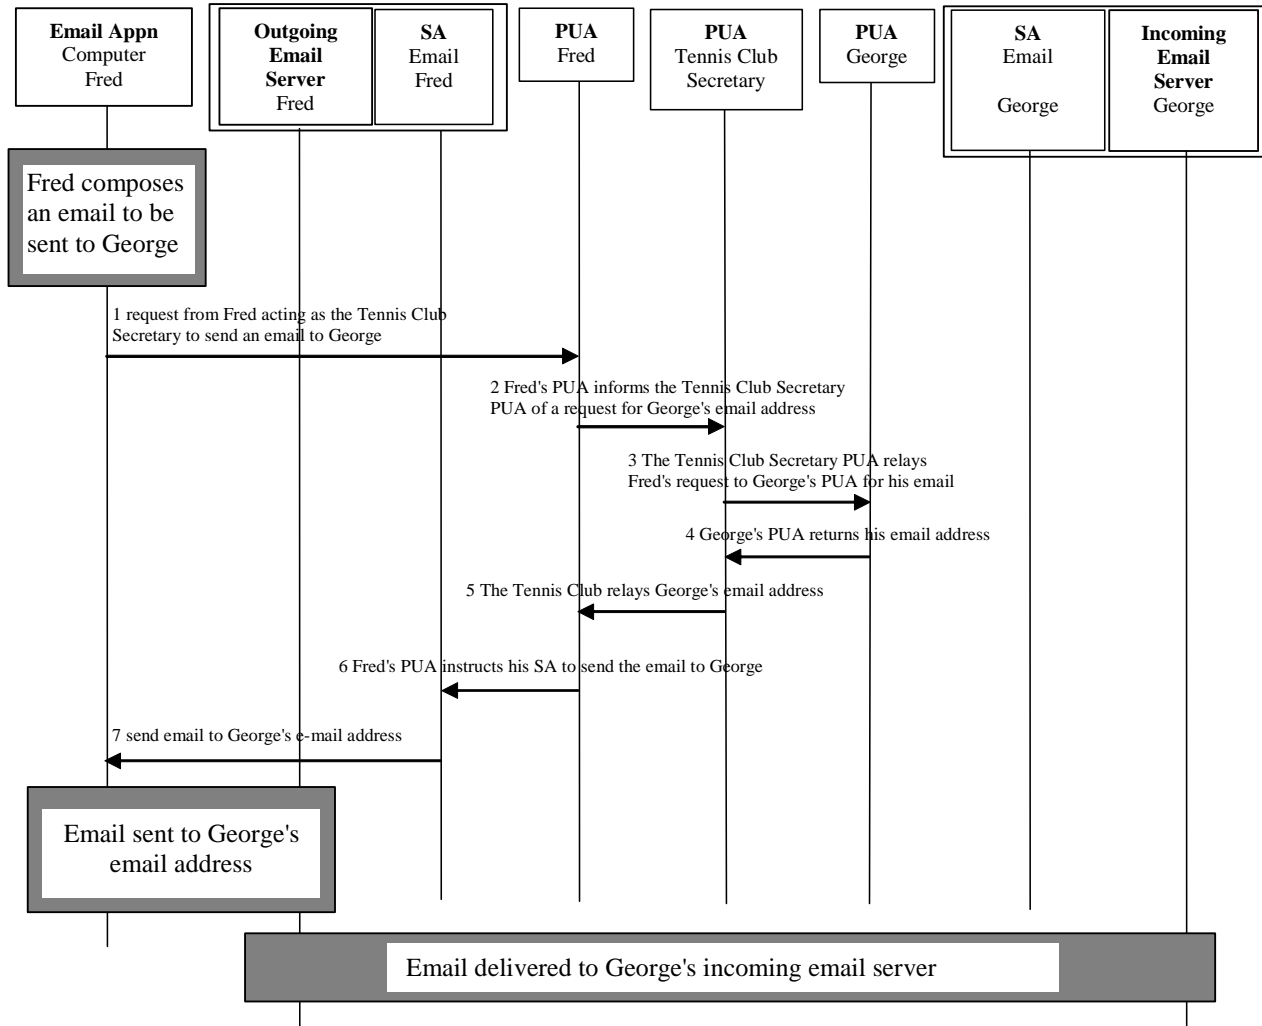 Email Appn
Computer
Fred
Outgoing
Email
Server
Fred
SA
Email
Fred
PUA
Fred
PUA
Tennis Club
Secretary
PUA
George
SA
Email
George
Incoming
Email
Server
George
Fred composes
an email to be
sent to George
1 request from Fred acting as the Tennis Club
Secretary to send an email to George
2 Fred's PUA informs the Tennis Club Secretary
PUA of a request for George's email address
3 The Tennis Club Secretary PUA relays
Fred's request to George's PUA for his email
4 George's PUA returns his email address
5 The Tennis Club relays George's email address
6 Fred's PUA instructs his SA to send the email to George
7 send email to George's e-mail address
Email sent to George's
email address
Email delivered to George's incoming email server